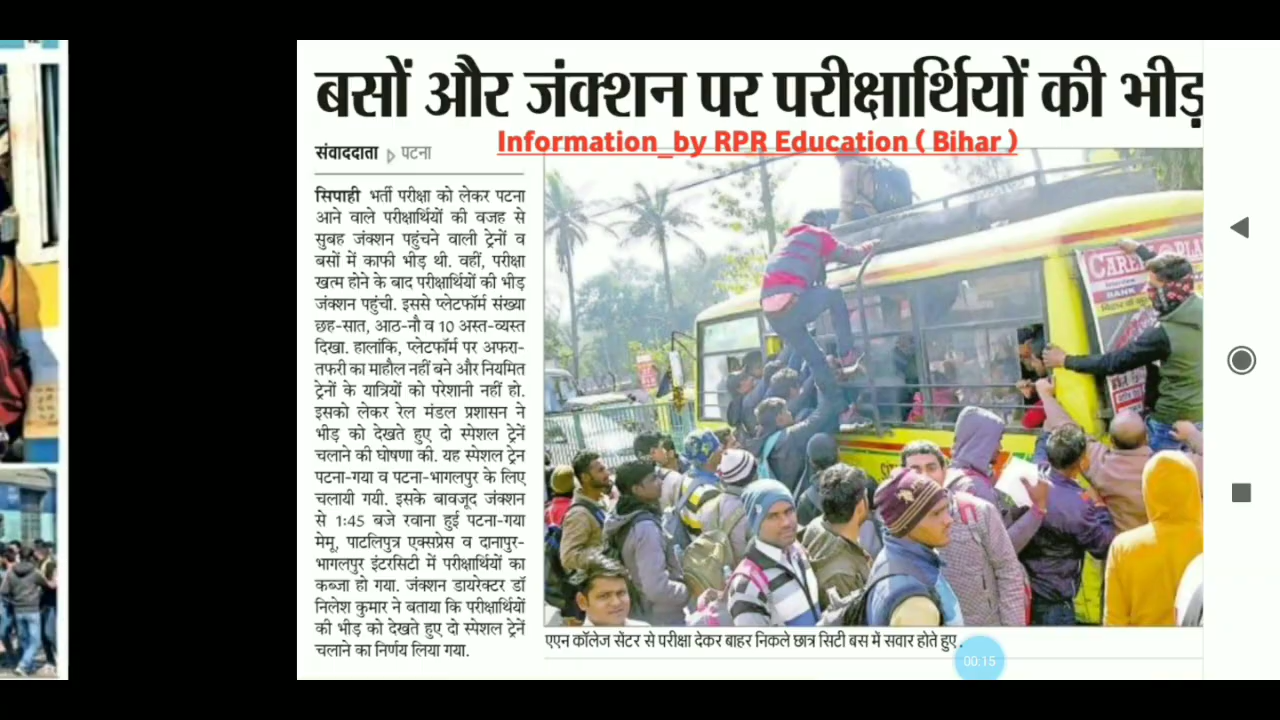 बसों और जंक्शन पर परीक्षार्थियों की भीड़
Information_by RPR Education ( Bihar )
संवाददाता ▷ पटना
सिपाही भर्ती परीक्षा को लेकर पटना
आने वाले परीक्षार्थियों की वजह से
सुबह जंक्शन पहुंचने वाली ट्रेनों व
बसों में काफी भीड़ थी. वहीं, परीक्षा
खत्म होने के बाद परीक्षार्थियों की भीड़
जंक्शन पहुंची. इससे प्लेटफॉर्म संख्या
छह-सात, आठ-नौ व 10 अस्त-व्यस्त
दिखा. हालांकि, प्लेटफॉर्म पर अफरा-
तफरी का माहौल नहीं बने और नियमित
ट्रेनों के यात्रियों को परेशानी नहीं हो.
इसको लेकर रेल मंडल प्रशासन ने
भीड़ को देखते हुए दो स्पेशल ट्रेनें
चलाने की घोषणा की. यह स्पेशल ट्रेन
पटना-गया व पटना-भागलपुर के लिए
चलायी गयी. इसके बावजूद जंक्शन
से 1:45 बजे रवाना हुई पटना-गया
मेमू, पाटलिपुत्र एक्सप्रेस व दानापुर-
भागलपुर इंटरसिटी में परीक्षार्थियों का
कब्जा हो गया. जंक्शन डायरेक्टर डॉ
निलेश कुमार ने बताया कि परीक्षार्थियों
की भीड़ को देखते हुए दो स्पेशल ट्रेनें
चलाने का निर्णय लिया गया.
CAREER PLA
BANK
एएन कॉलेज सेंटर से परीक्षा देकर बाहर निकले छात्र सिटी बस में सवार होते हुए .
00:15